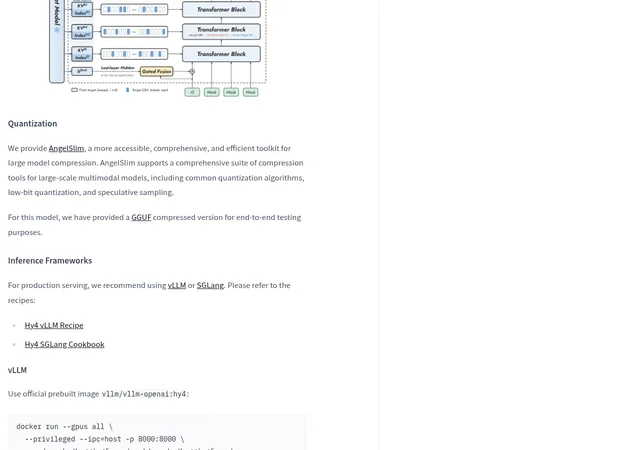 Transformer Block
Transformer Block
Transformer Block
Last-layer Hidden
Gated Fusion
Quantization
We provide AngelSlim, a more accessible, comprehensive, and efficient toolkit for
large model compression. AngelSlim supports a comprehensive suite of compression
tools for large-scale multimodal models, including common quantization algorithms,
low-bit quantization, and speculative sampling.
For this model, we have provided a GGUF compressed version for end-to-end testing
purposes.
Inference Frameworks
For production serving, we recommend using vLLM or SGLang. Please refer to the
recipes:
Hy4 vLLM Recipe
Hy4 SGLang Cookbook
vLLM
Use official prebuilt image vllm/vllm-openai:hy4:
docker run --gpus all \
--privileged --ipc=host -p 8000:8000 \